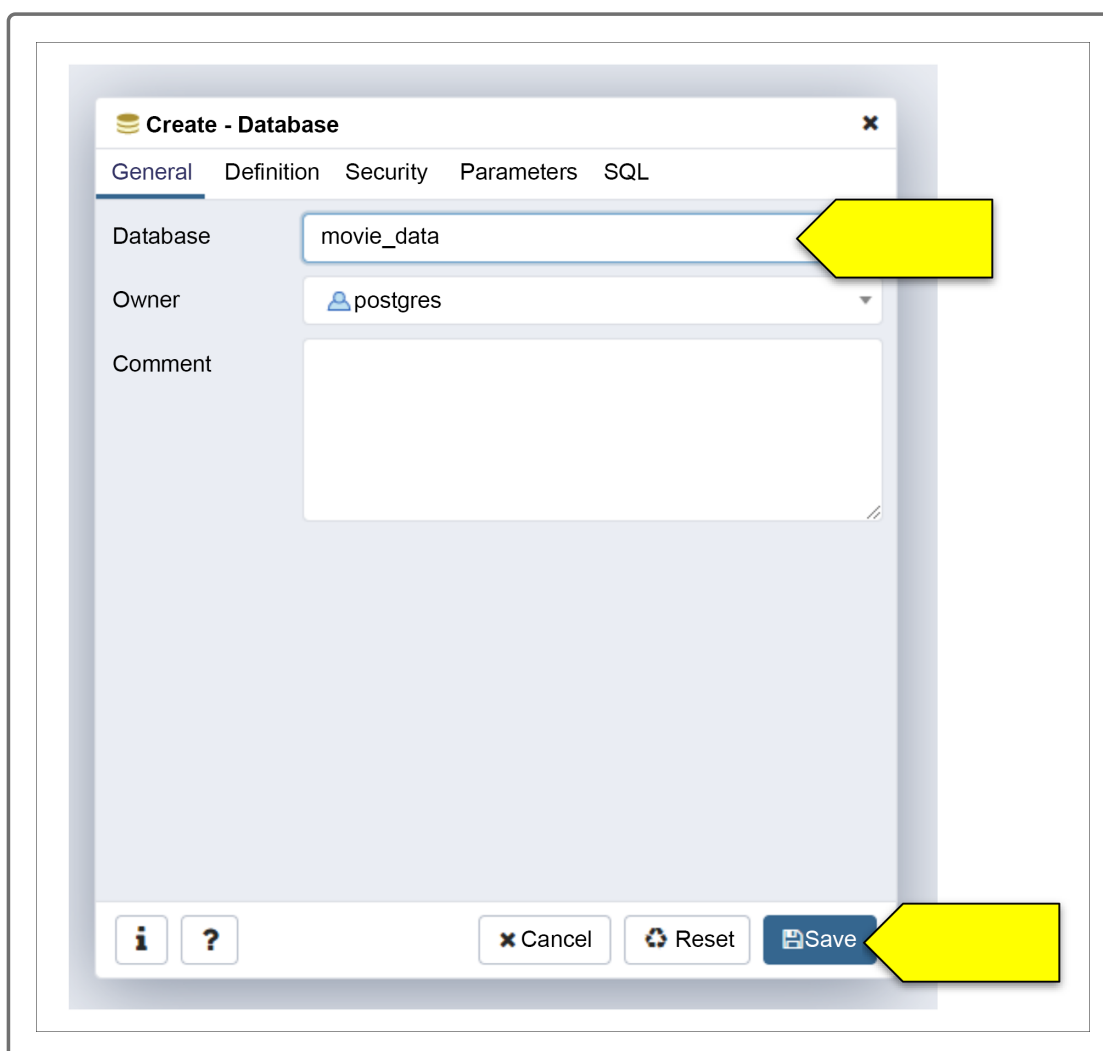 Create - Database
General Definition Security Parameters SQL
Database movie_data
Owner postgres
Comment
i ? Cancel Reset Save